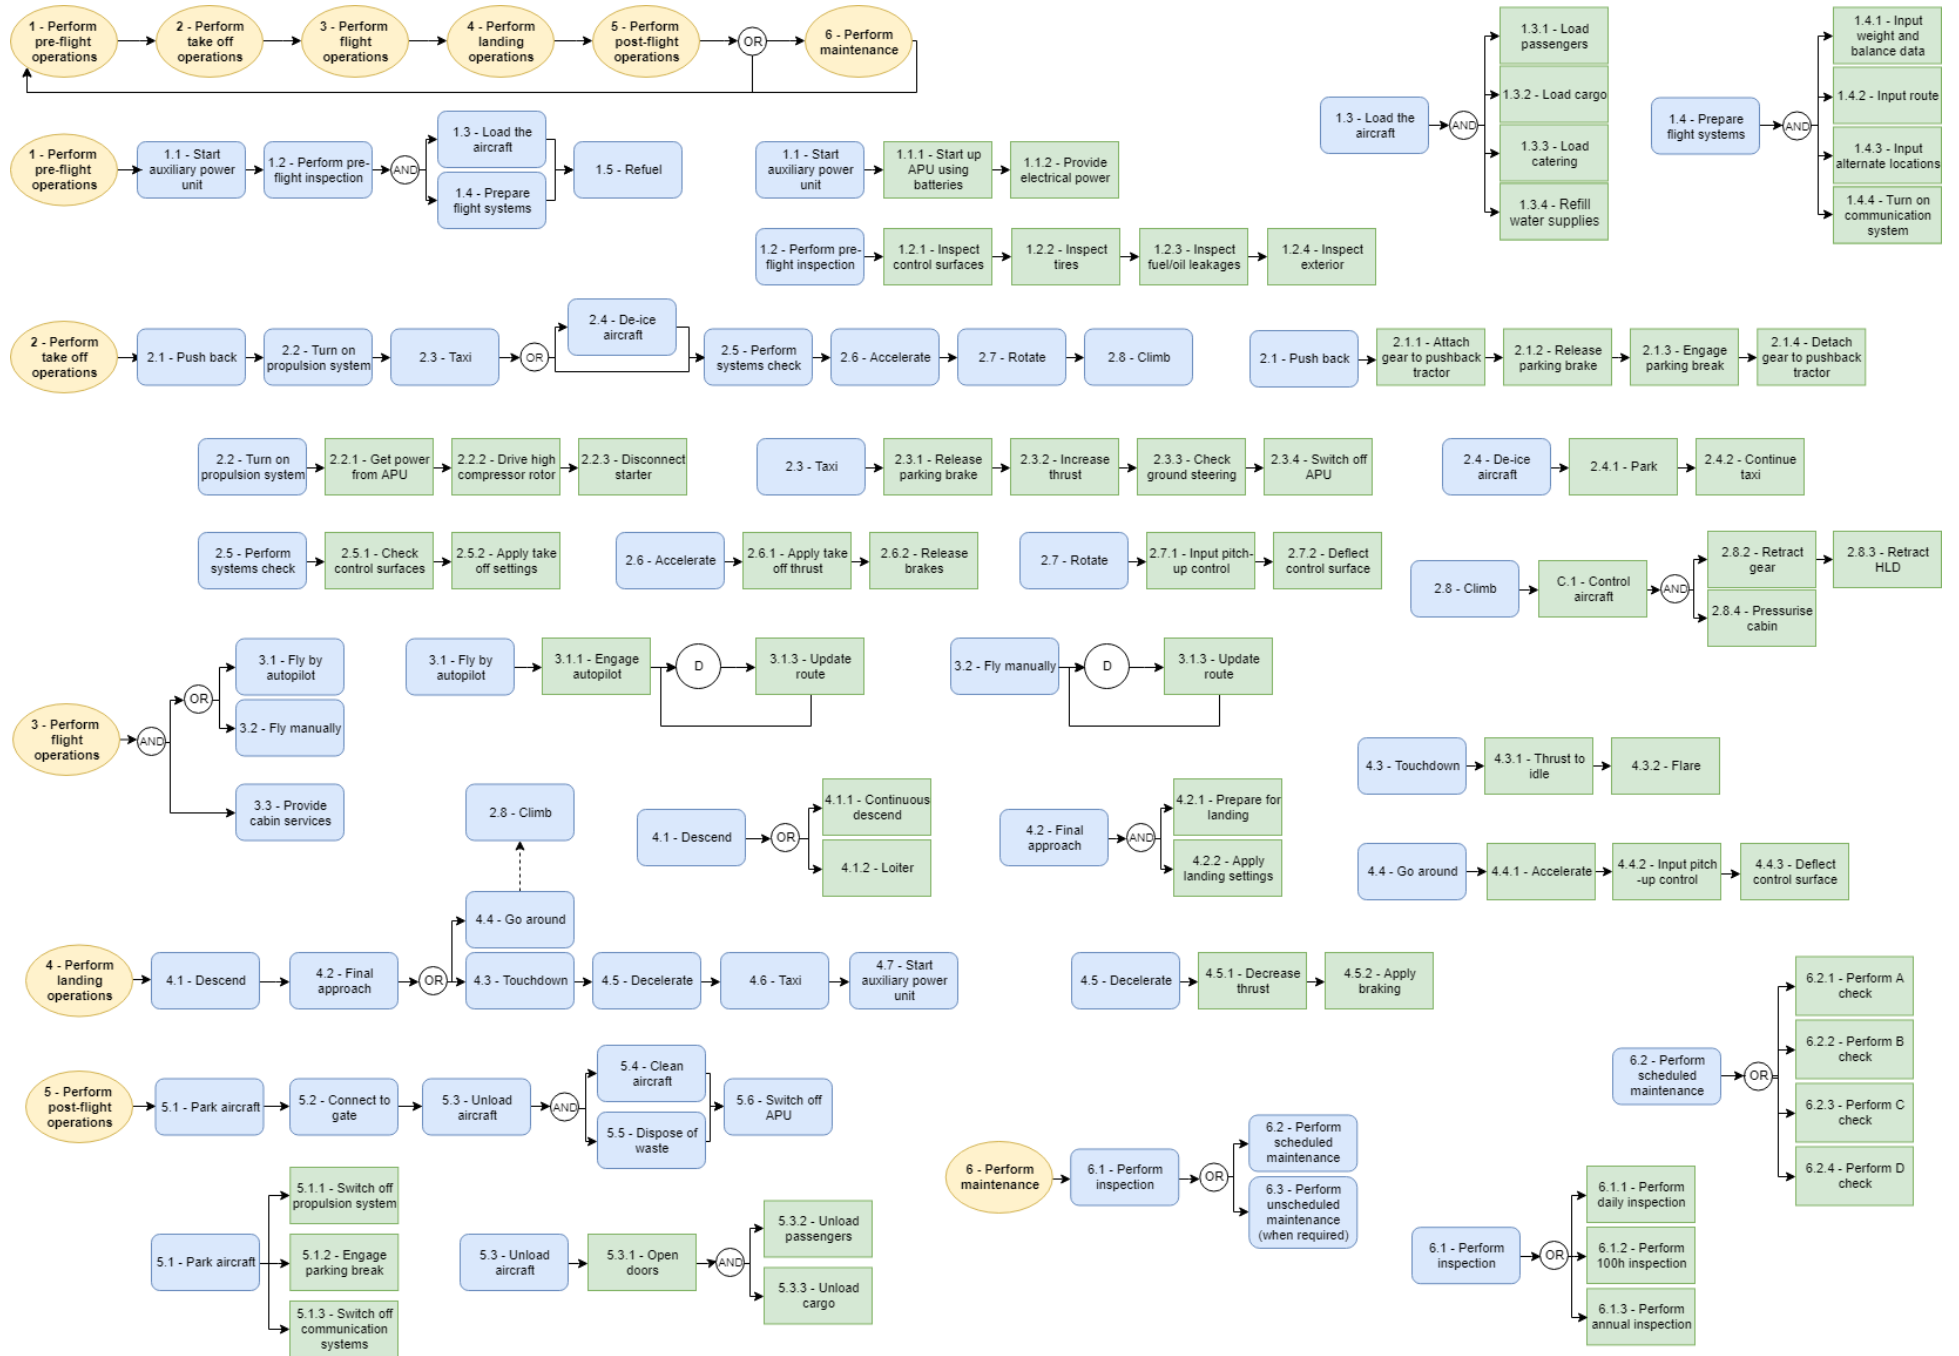 1 - Perform
pre-flight
operations
2 - Perform
take off
operations
3 - Perform
flight
operations
4 - Perform
landing
operations
5 - Perform
post-flight
operations
OR
6 - Perform
maintenance
1.3 - Load the
aircraft
AND
1.3.1 - Load
passengers
1.3.2 - Load cargo
1.3.3 - Load
catering
1.3.4 - Refill
water supplies
1.4 - Prepare
flight systems
AND
1.4.1 - Input
weight and
balance data
1.4.2 - Input route
1.4.3 - Input
alternate locations
1.4.4 - Turn on
communication
system
1 - Perform
pre-flight
operations
1.1 - Start
auxiliary power
unit
1.2 - Perform pre-
flight inspection
AND
1.3 - Load the
aircraft
1.4 - Prepare
flight systems
1.5 - Refuel
1.1 - Start
auxiliary power
unit
1.1.1 - Start up
APU using
batteries
1.1.2 - Provide
electrical power
1.2 - Perform pre-
flight inspection
1.2.1 - Inspect
control surfaces
1.2.2 - Inspect
tires
1.2.3 - Inspect
fuel/oil leakages
1.2.4 - Inspect
exterior
2 - Perform
take off
operations
2.1 - Push back
2.2 - Turn on
propulsion system
2.3 - Taxi
OR
2.4 - De-ice
aircraft
2.5 - Perform
systems check
2.6 - Accelerate
2.7 - Rotate
2.8 - Climb
2.1 - Push back
2.1.1 - Attach
gear to pushback
tractor
2.1.2 - Release
parking brake
2.1.3 - Engage
parking break
2.1.4 - Detach
gear to pushback
tractor
2.2 - Turn on
propulsion system
2.2.1 - Get power
from APU
2.2.2 - Drive high
compressor rotor
2.2.3 - Disconnect
starter
2.3 - Taxi
2.3.1 - Release
parking brake
2.3.2 - Increase
thrust
2.3.3 - Check
ground steering
2.3.4 - Switch off
APU
2.4 - De-ice
aircraft
2.4.1 - Park
2.4.2 - Continue
taxi
2.5 - Perform
systems check
2.5.1 - Check
control surfaces
2.5.2 - Apply take
off settings
2.6 - Accelerate
2.6.1 - Apply take
off thrust
2.6.2 - Release
brakes
2.7 - Rotate
2.7.1 - Input pitch-
up control
2.7.2 - Deflect
control surface
2.8 - Climb
C.1 - Control
aircraft
AND
2.8.2 - Retract
gear
2.8.3 - Retract
HLD
2.8.4 - Pressurise
cabin
3 - Perform
flight
operations
AND
OR
3.1 - Fly by
autopilot
3.2 - Fly manually
3.3 - Provide
cabin services
3.1 - Fly by
autopilot
3.1.1 - Engage
autopilot
D
3.1.3 - Update
route
3.2 - Fly manually
D
3.1.3 - Update
route
4.3 - Touchdown
4.3.1 - Thrust to
idle
4.3.2 - Flare
2.8 - Climb
4.1 - Descend
OR
4.1.1 - Continuous
descend
4.1.2 - Loiter
4.2 - Final
approach
AND
4.2.1 - Prepare for
landing
4.2.2 - Apply
landing settings
4.4 - Go around
4.4.1 - Accelerate
4.4.2 - Input pitch
-up control
4.4.3 - Deflect
control surface
4 - Perform
landing
operations
4.1 - Descend
4.2 - Final
approach
OR
4.4 - Go around
4.3 - Touchdown
4.5 - Decelerate
4.6 - Taxi
4.7 - Start
auxiliary power
unit
4.5 - Decelerate
4.5.1 - Decrease
thrust
4.5.2 - Apply
braking
6.2 - Perform
scheduled
maintenance
OR
6.2.1 - Perform A
check
6.2.2 - Perform B
check
6.2.3 - Perform C
check
6.2.4 - Perform D
check
5 - Perform
post-flight
operations
5.1 - Park aircraft
5.2 - Connect to
gate
5.3 - Unload
aircraft
AND
5.4 - Clean
aircraft
5.5 - Dispose of
waste
5.6 - Switch off
APU
6 - Perform
maintenance
6.1 - Perform
inspection
OR
6.2 - Perform
scheduled
maintenance
6.3 - Perform
unscheduled
maintenance
(when required)
5.1 - Park aircraft
5.1.1 - Switch off
propulsion system
5.1.2 - Engage
parking break
5.1.3 - Switch off
communication
systems
5.3 - Unload
aircraft
5.3.1 - Open
doors
AND
5.3.2 - Unload
passengers
5.3.3 - Unload
cargo
6.1 - Perform
inspection
OR
6.1.1 - Perform
daily inspection
6.1.2 - Perform
100h inspection
6.1.3 - Perform
annual inspection